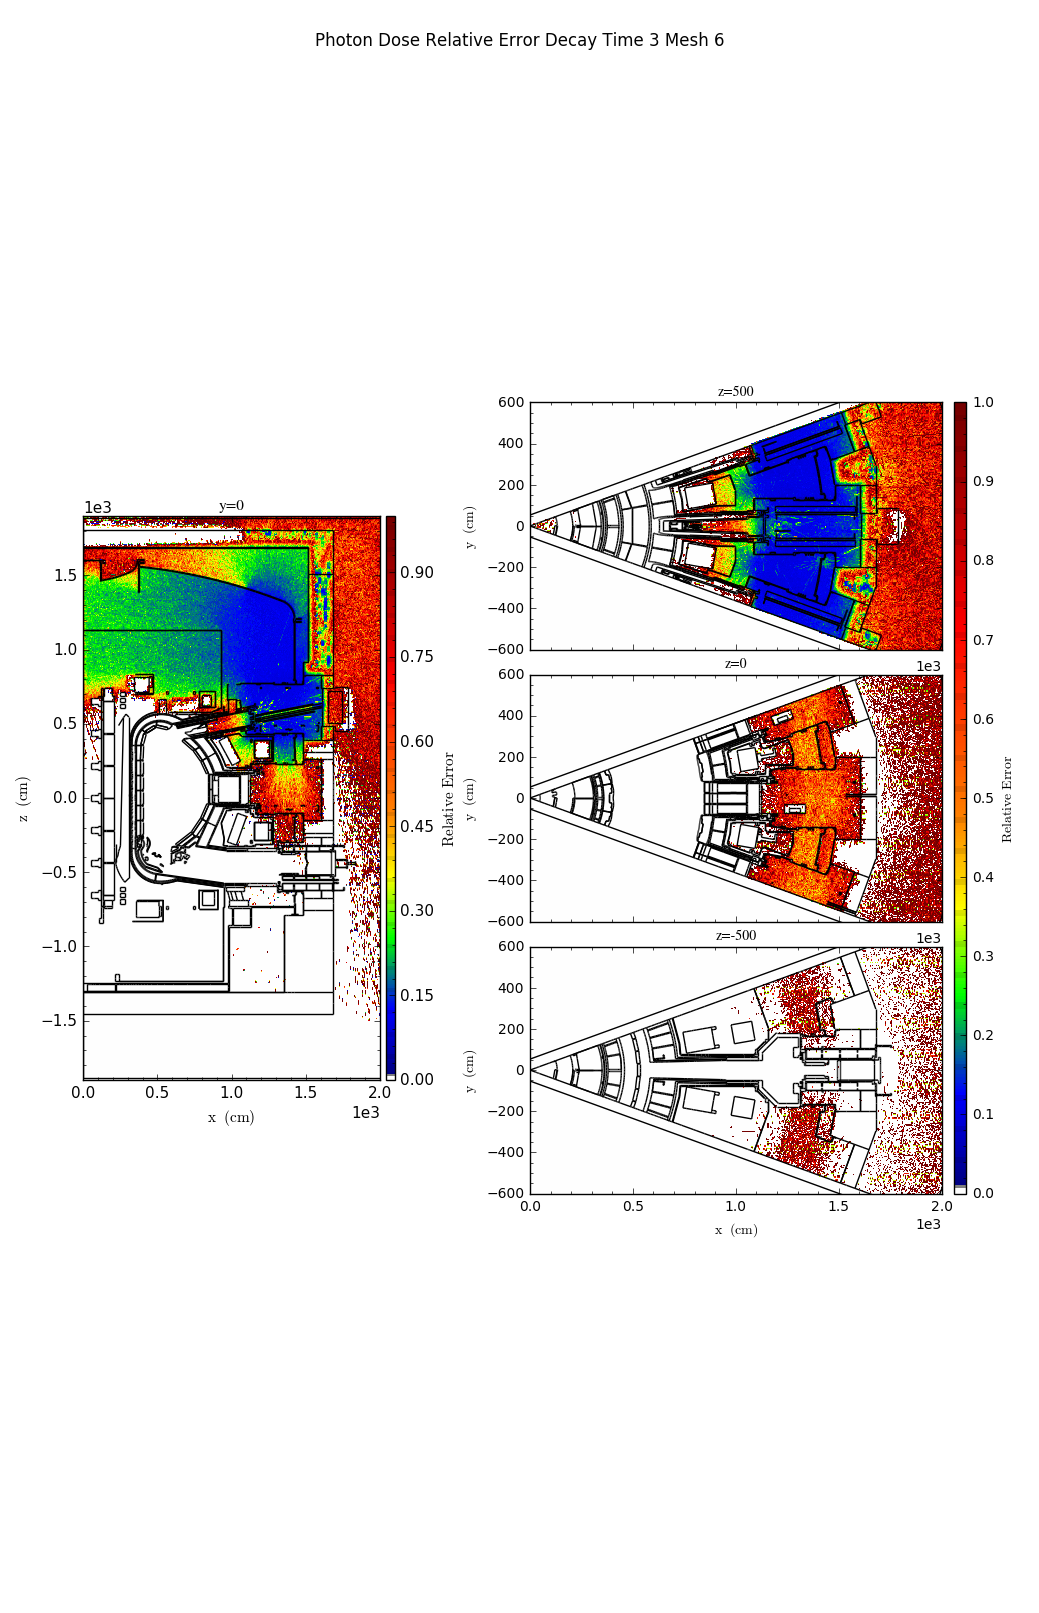 Photon Dose Relative Error Decay Time 3 Mesh 6
y=0
1e3
1.5
1.0
0.5
0.0
−0.5
−1.0
−1.5
z (cm)
0.0 0.5 1.0 1.5 2.0
1e3
x (cm)
0.90
0.75
0.60
0.45
0.30
0.15
0.00
Relative Error
z=500
600
400
200
0
−200
−400
−600
y (cm)
1e3
z=0
600
400
200
0
−200
−400
−600
y (cm)
1e3
z=-500
600
400
200
0
−200
−400
−600
y (cm)
0.0 0.5 1.0 1.5 2.0
1e3
x (cm)
1.0
0.9
0.8
0.7
0.6
0.5
0.4
0.3
0.2
0.1
0.0
Relative Error